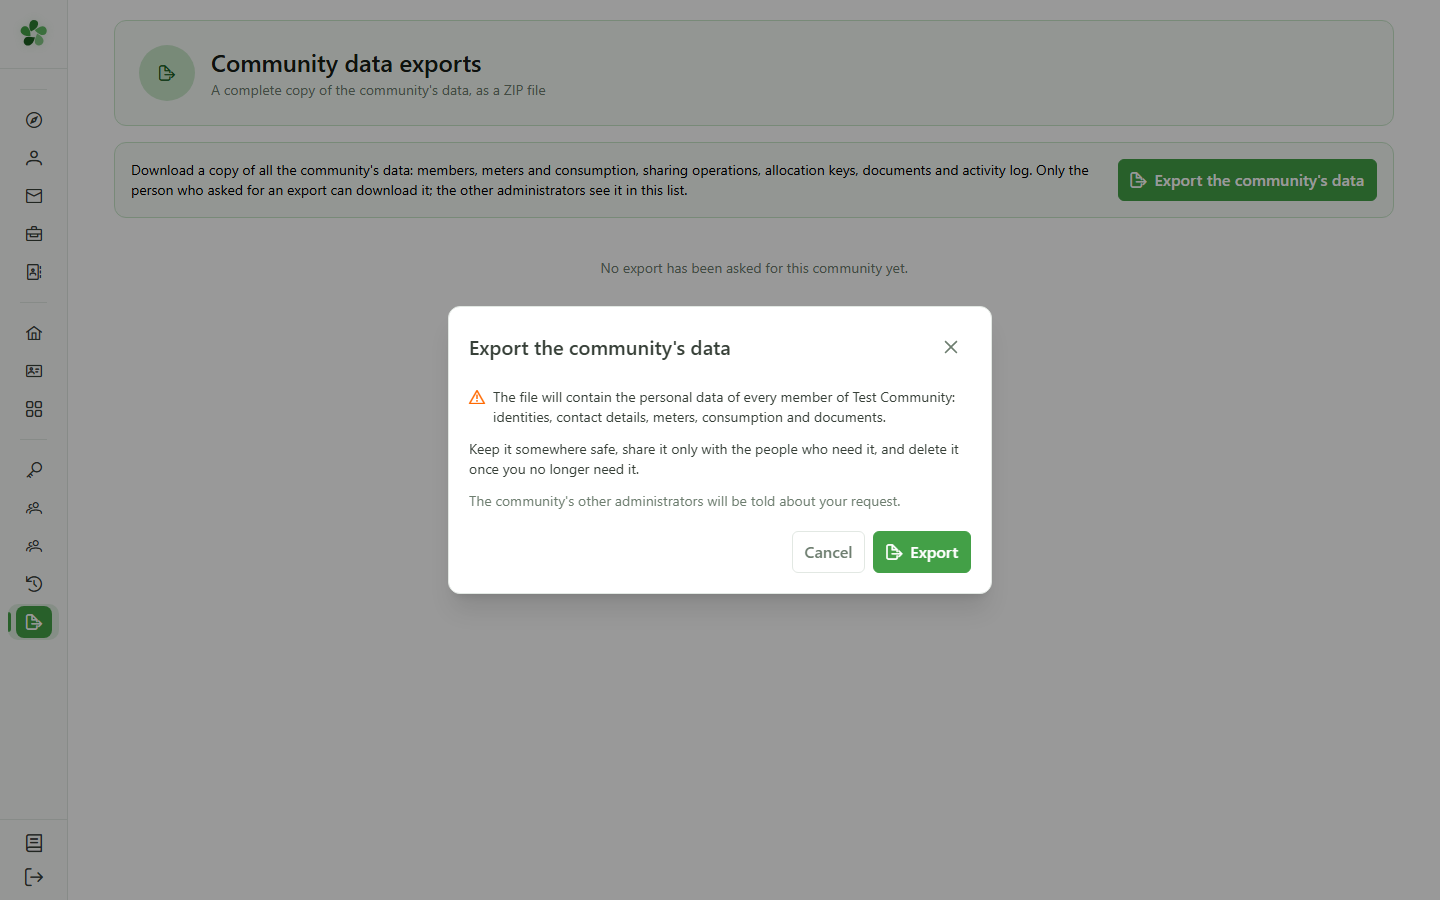 Community data exports
A complete copy of the community's data, as a ZIP file
Download a copy of all the community's data: members, meters and consumption, sharing operations, allocation keys, documents and activity log. Only the
person who asked for an export can download it; the other administrators see it in this list.
Export the community's data
No export has been asked for this community yet.
Export the community's data
The file will contain the personal data of every member of Test Community:
identities, contact details, meters, consumption and documents.
Keep it somewhere safe, share it only with the people who need it, and delete it
once you no longer need it.
The community's other administrators will be told about your request.
Cancel
Export